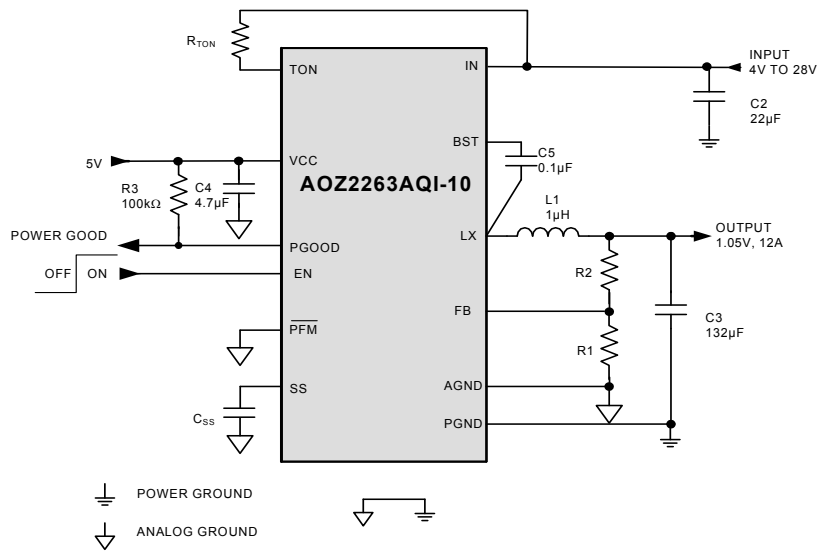 R_TON
TON
IN
INPUT
4V TO 28V
C2
22µF
BST
C5
0.1µF
5V
VCC
AOZ2263AQI-10
R3
100kΩ
C4
4.7µF
L1
1µH
POWER GOOD
PGOOD
LX
OUTPUT
1.05V, 12A
OFF ON
EN
R2
FB
C3
132µF
PFM
R1
SS
AGND
C_SS
PGND
POWER GROUND
ANALOG GROUND